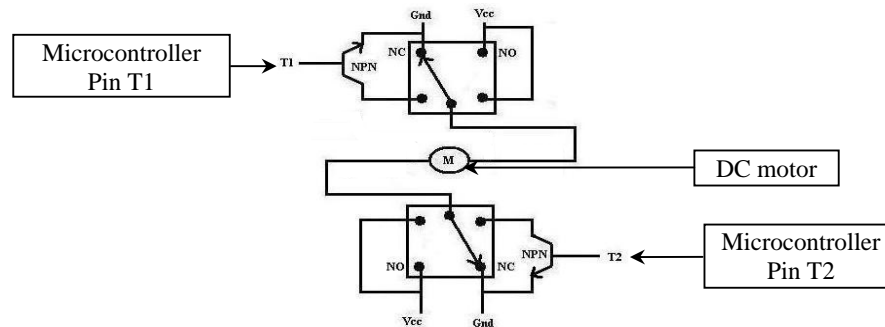 Gnd
Vcc
Microcontroller
Pin T1
NC
NO
T1
NPN
M
DC motor
NO
NC
NPN
T2
Microcontroller
Pin T2
Vcc
Gnd